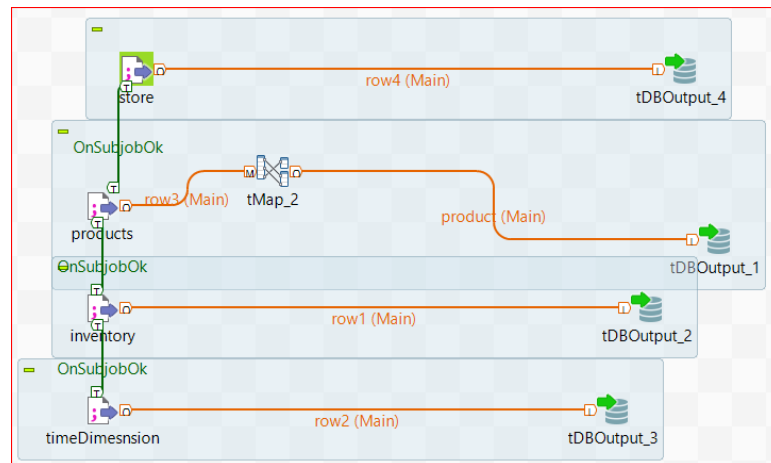 row4 (Main)
store
tDBOutput_4
OnSubjobOk
row3 (Main)
tMap_2
product (Main)
products
tDBOutput_1
OnSubjobOk
row1 (Main)
inventory
tDBOutput_2
OnSubjobOk
row2 (Main)
timeDimesnsion
tDBOutput_3